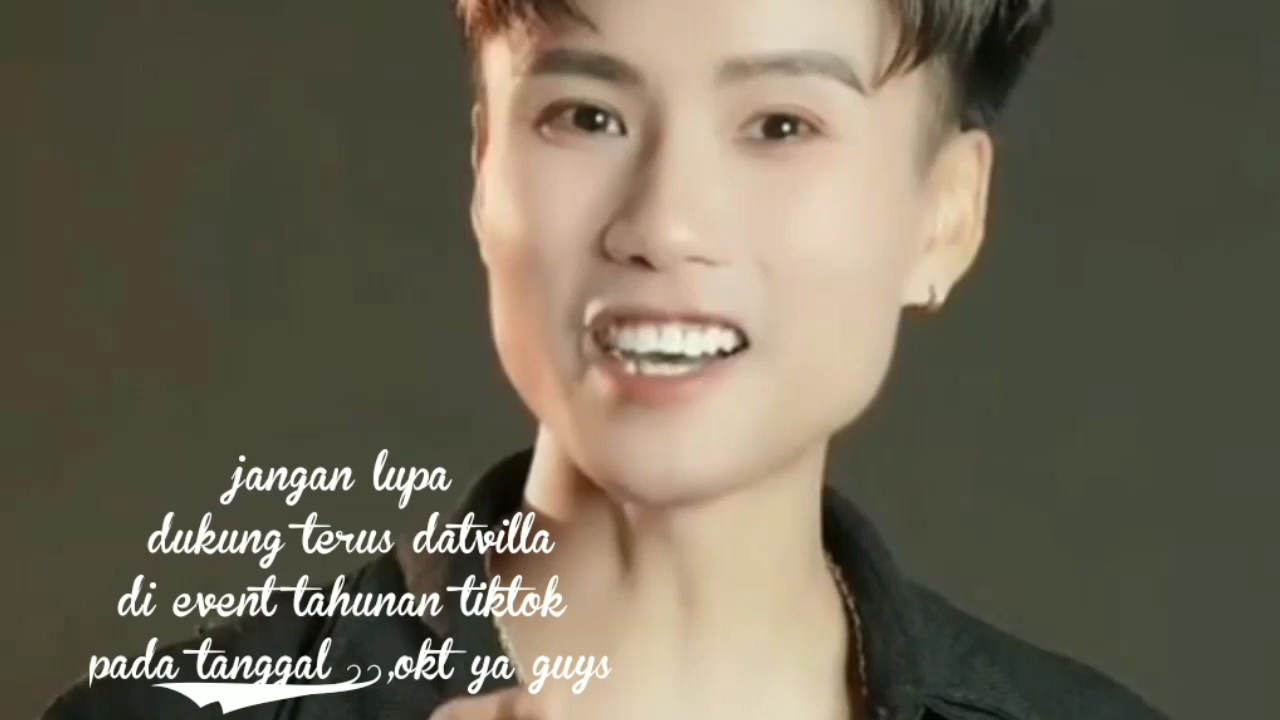 jangan lupa
dukung terus datvilla
di event tahunan tiktok
pada tanggal ,okt ya guys